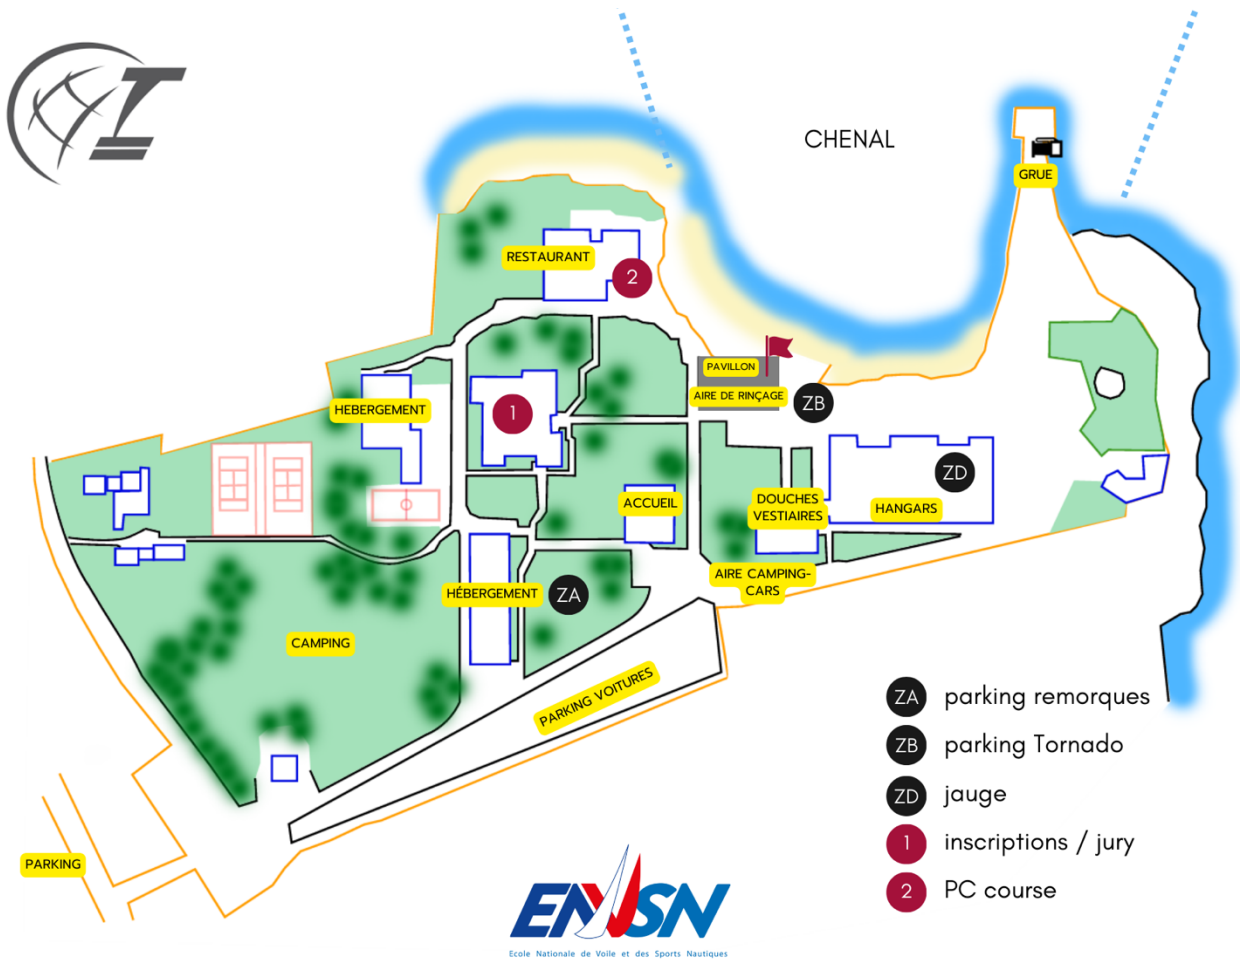 CHENAL
GRUE
RESTAURANT
2
PAVILLON
AIRE DE RINÇAGE
ZB
HEBERGEMENT
1
ZD
ACCUEIL
DOUCHES
VESTIAIRES
HANGARS
AIRE CAMPING-
CARS
HÉBERGEMENT
ZA
CAMPING
PARKING VOITURES
PARKING
ZA parking remorques
ZB parking Tornado
ZD jauge
1 inscriptions / jury
2 PC course
ENVSN
Ecole Nationale de Voile et des Sports Nautiques